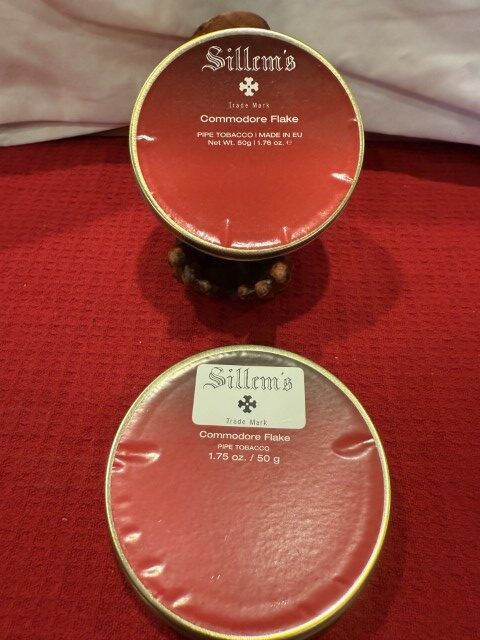 Sillem's
Trade Mark
Commodore Flake
PIPE TOBACCO | MADE IN EU
Net Wt. 50g | 1.76 oz. ℮
Sillem's
Trade Mark
Commodore Flake
PIPE TOBACCO
1.75 oz. / 50 g